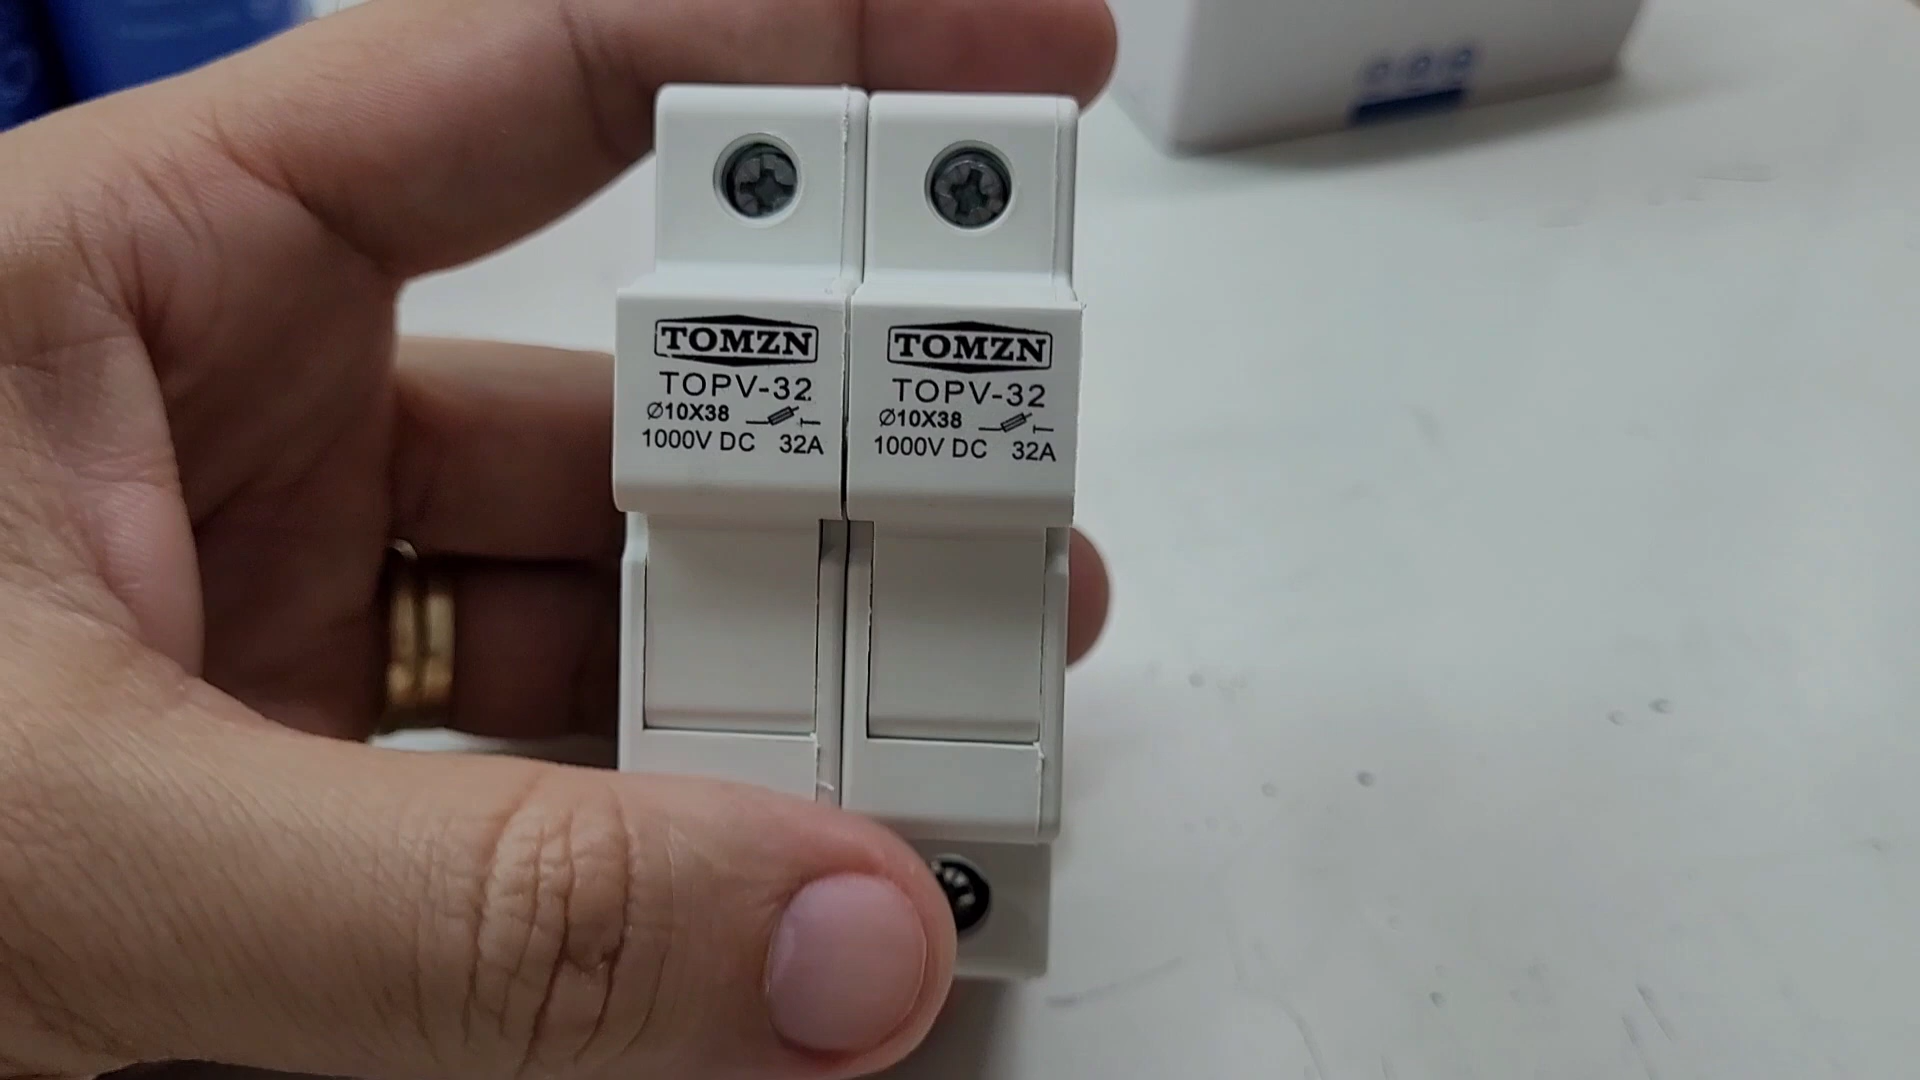 TOMZN
TOPV-32
Ø10X38
1000V DC 32A
TOMZN
TOPV-32
Ø10X38
1000V DC 32A